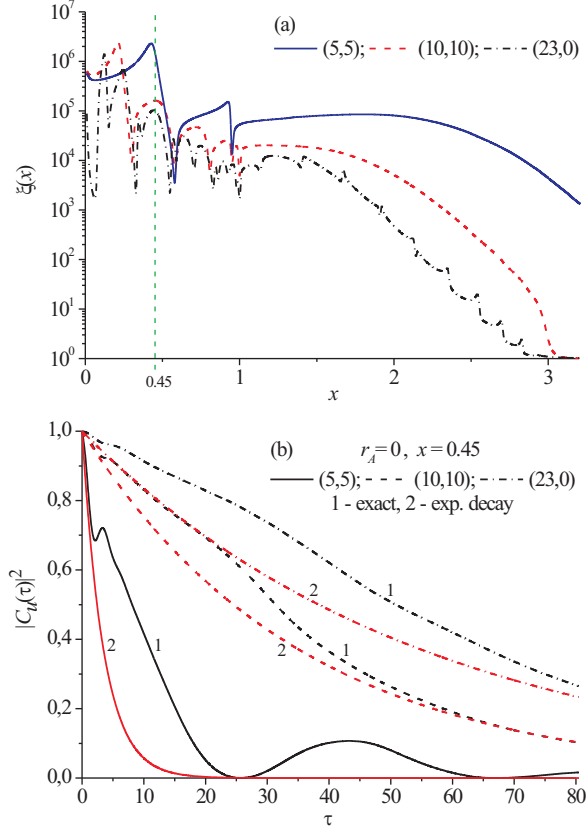 (a)
(5,5); (10,10); (23,0)
10^7
10^6
10^5
10^4
10^3
10^2
10^1
10^0
ξ(x)
0 0.45 1 2 3
x
(b)
r_A=0, x=0.45
(5,5); (10,10); (23,0)
1 - exact, 2 - exp. decay
1,0
0,8
0,6
0,4
0,2
0,0
|C_u(τ)|^2
2
1
2
1
2
1
0 10 20 30 40 50 60 70 80
τ